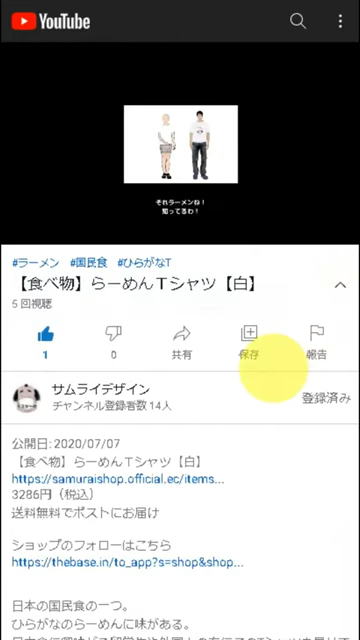 YouTube
それラーメンね！
知ってるわ！
#ラーメン #国民食 #ひらがなT
【食べ物】らーめんTシャツ【白】
5 回視聴
1
0
共有
保存
報告
サムライデザイン
チャンネル登録者数 14人
登録済み
公開日: 2020/07/07
【食べ物】らーめんTシャツ【白】
https://samuraishop.official.ec/items...
3286円（税込）
送料無料でポストにお届け
ショップのフォローはこちら
https://thebase.in/to_app?s=shop&shop...
日本の国民食の一つ。
ひらがなのらーめんに味がある。